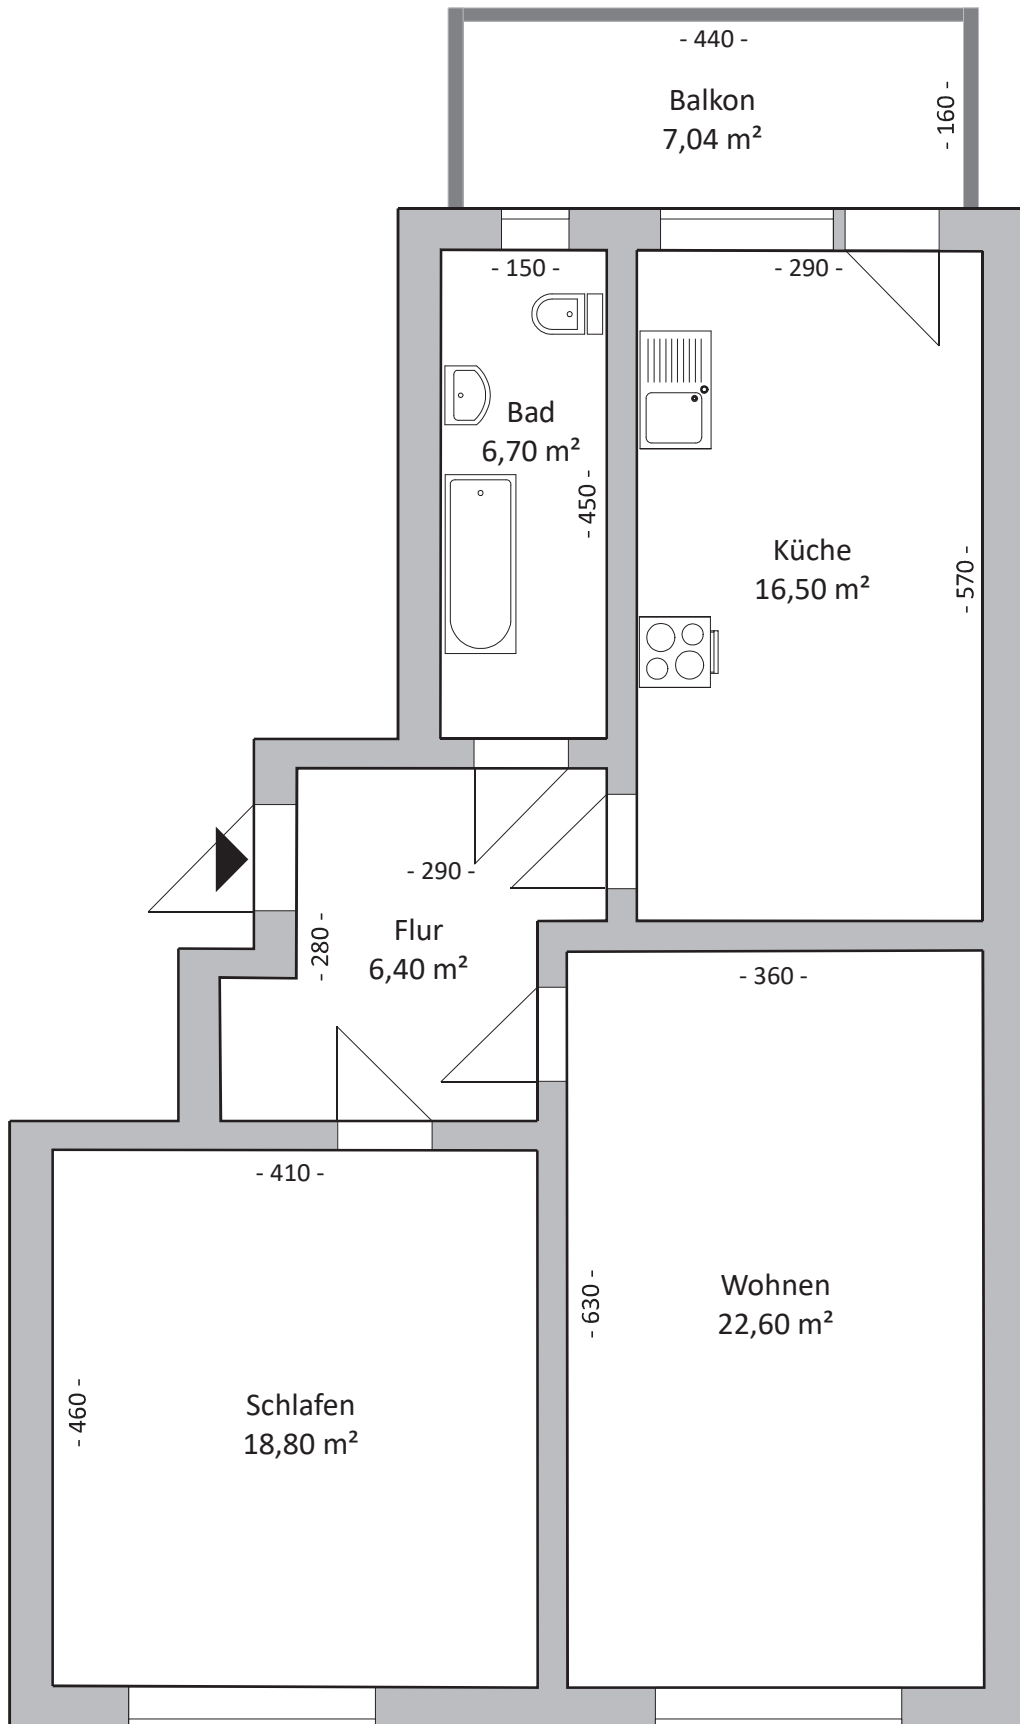 - 440 -
Balkon
7,04 m²
- 160 -
- 150 -
- 290 -
Bad
6,70 m²
- 450 -
Küche
16,50 m²
- 570 -
- 290 -
Flur
6,40 m²
- 280 -
- 360 -
- 410 -
Wohnen
22,60 m²
- 630 -
Schlafen
18,80 m²
- 460 -